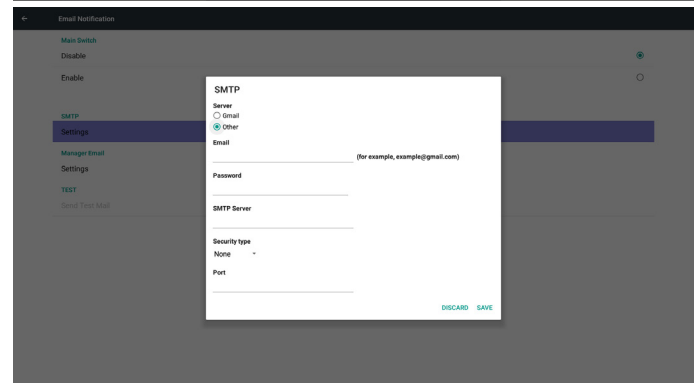 Email Notification
Main Switch
Disable
Enable
SMTP
Settings
Manager Email
Settings
TEST
Send Test Mail
SMTP
Server
Gmail
Other
Email
(for example, example@gmail.com)
Password
SMTP Server
Security type
None
Port
DISCARD SAVE